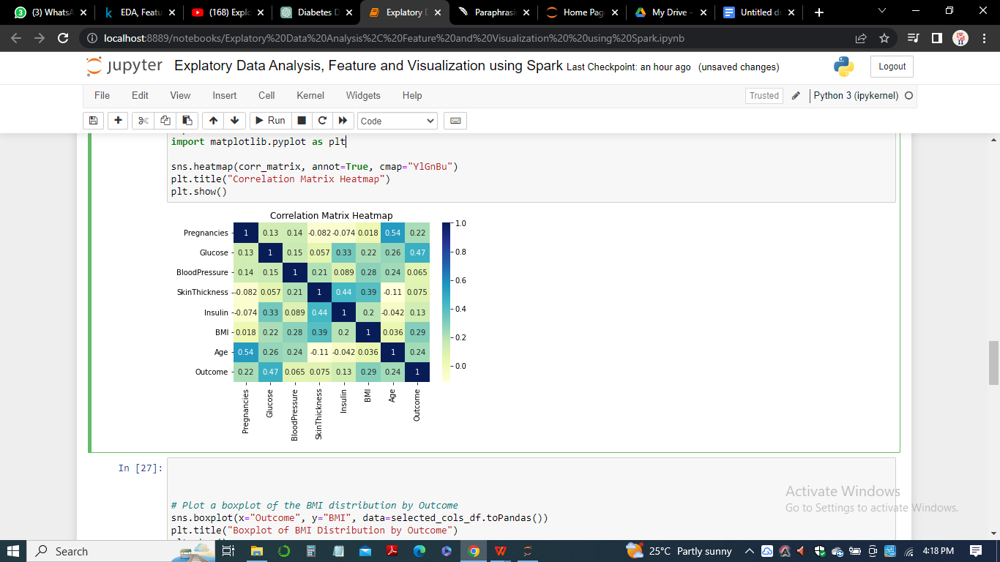 (3) WhatsA
EDA, Featu
(168) Explo
Diabetes D
Explatory D
Paraphrasin
Home Page
My Drive -
Untitled d
localhost:8889/notebooks/Explatory%20Data%20Analysis%2C%20Feature%20and%20Visualization%20%20using%20Spark.ipynb
jupyter Explatory Data Analysis, Feature and Visualization using Spark Last Checkpoint: an hour ago (unsaved changes) Logout
File Edit View Insert Cell Kernel Widgets Help Trusted Python 3 (ipykernel)
Run Code
import matplotlib.pyplot as plt
sns.heatmap(corr_matrix, annot=True, cmap="YlGnBu")
plt.title("Correlation Matrix Heatmap")
plt.show()
Correlation Matrix Heatmap
Pregnancies 1 0.13 0.14 -0.082 -0.074 0.018 0.54 0.22
Glucose 0.13 1 0.15 0.057 0.33 0.22 0.26 0.47
BloodPressure 0.14 0.15 1 0.21 0.089 0.28 0.24 0.065
SkinThickness -0.082 0.057 0.21 1 0.44 0.39 -0.11 0.075
Insulin -0.074 0.33 0.089 0.44 1 0.2 -0.042 0.13
BMI 0.018 0.22 0.28 0.39 0.2 1 0.036 0.29
Age 0.54 0.26 0.24 -0.11 -0.042 0.036 1 0.24
Outcome 0.22 0.47 0.065 0.075 0.13 0.29 0.24 1
Pregnancies
Glucose
BloodPressure
SkinThickness
Insulin
BMI
Age
Outcome
1.0
0.8
0.6
0.4
0.2
0.0
In [27]:
# Plot a boxplot of the BMI distribution by Outcome
sns.boxplot(x="Outcome", y="BMI", data=selected_cols_df.toPandas())
plt.title("Boxplot of BMI Distribution by Outcome")
Activate Windows
Go to Settings to activate Windows.
Search
25°C Partly sunny
4:18 PM